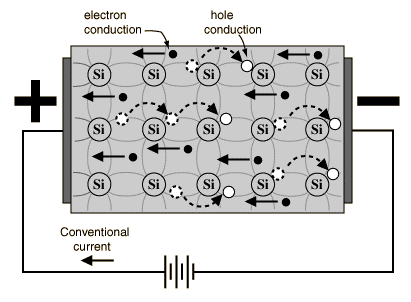 electron
conduction
hole
conduction
Si Si Si Si Si
+ −
Si Si Si Si Si
Si Si Si Si Si
Conventional
current